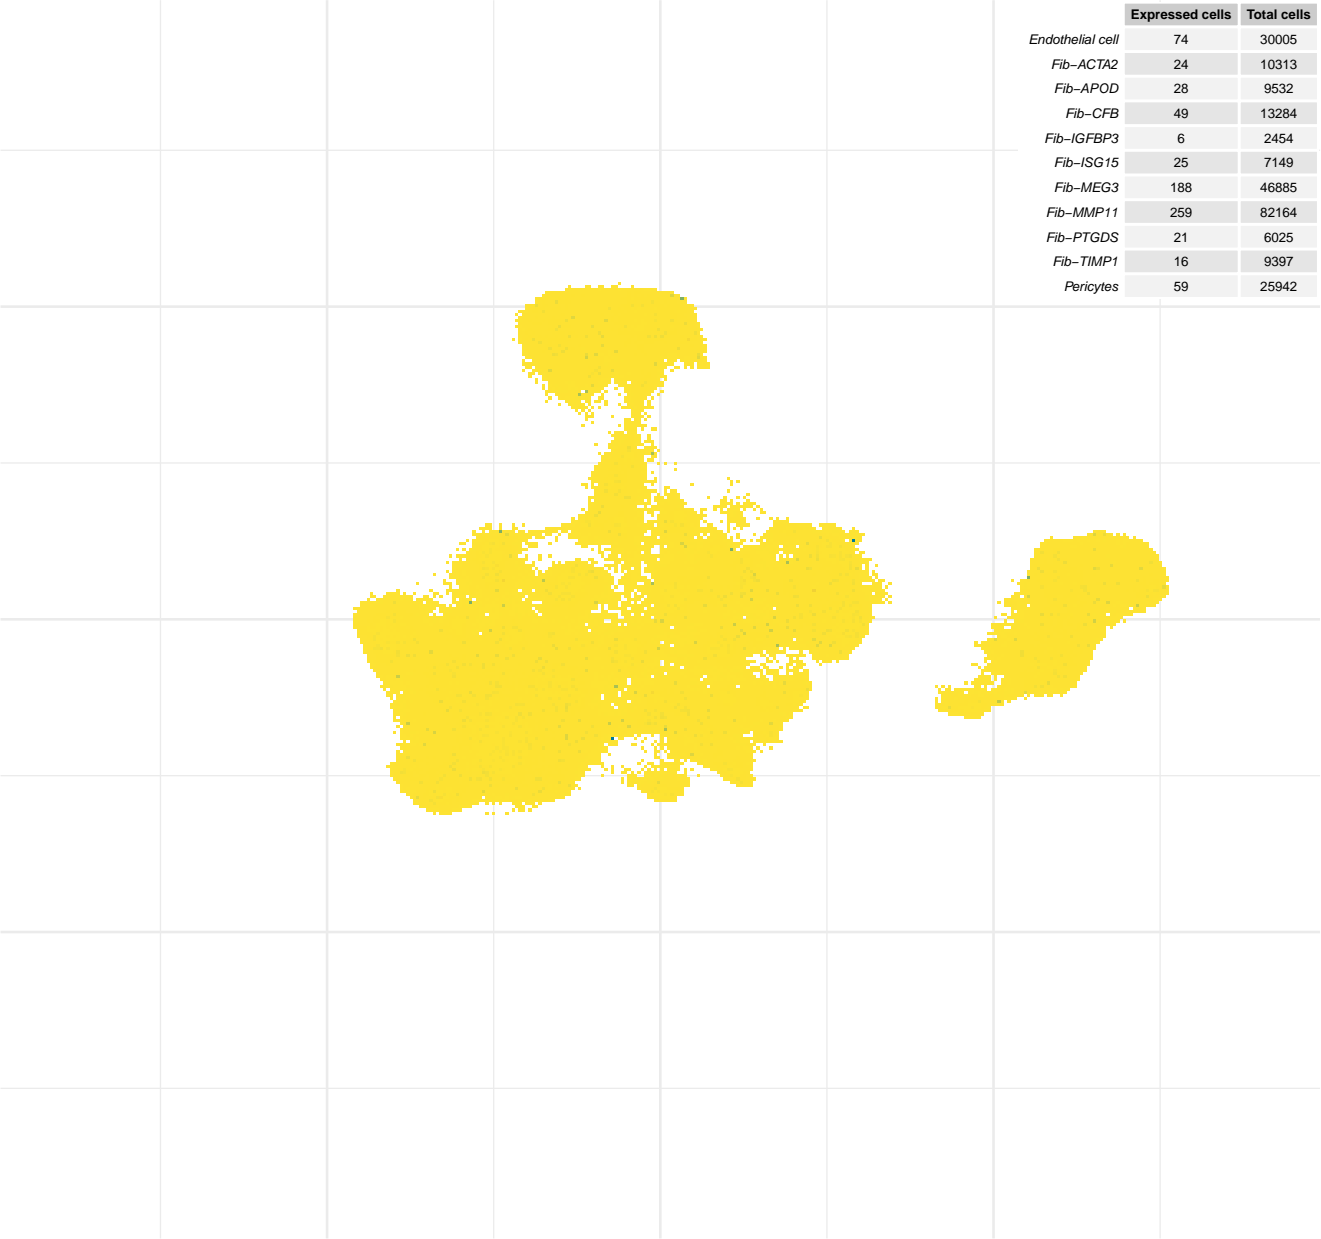 Expressed cells Total cells
Endothelial cell 74 30005
Fib−ACTA2 24 10313
Fib−APOD 28 9532
Fib−CFB 49 13284
Fib−IGFBP3 6 2454
Fib−ISG15 25 7149
Fib−MEG3 188 46885
Fib−MMP11 259 82164
Fib−PTGDS 21 6025
Fib−TIMP1 16 9397
Pericytes 59 25942